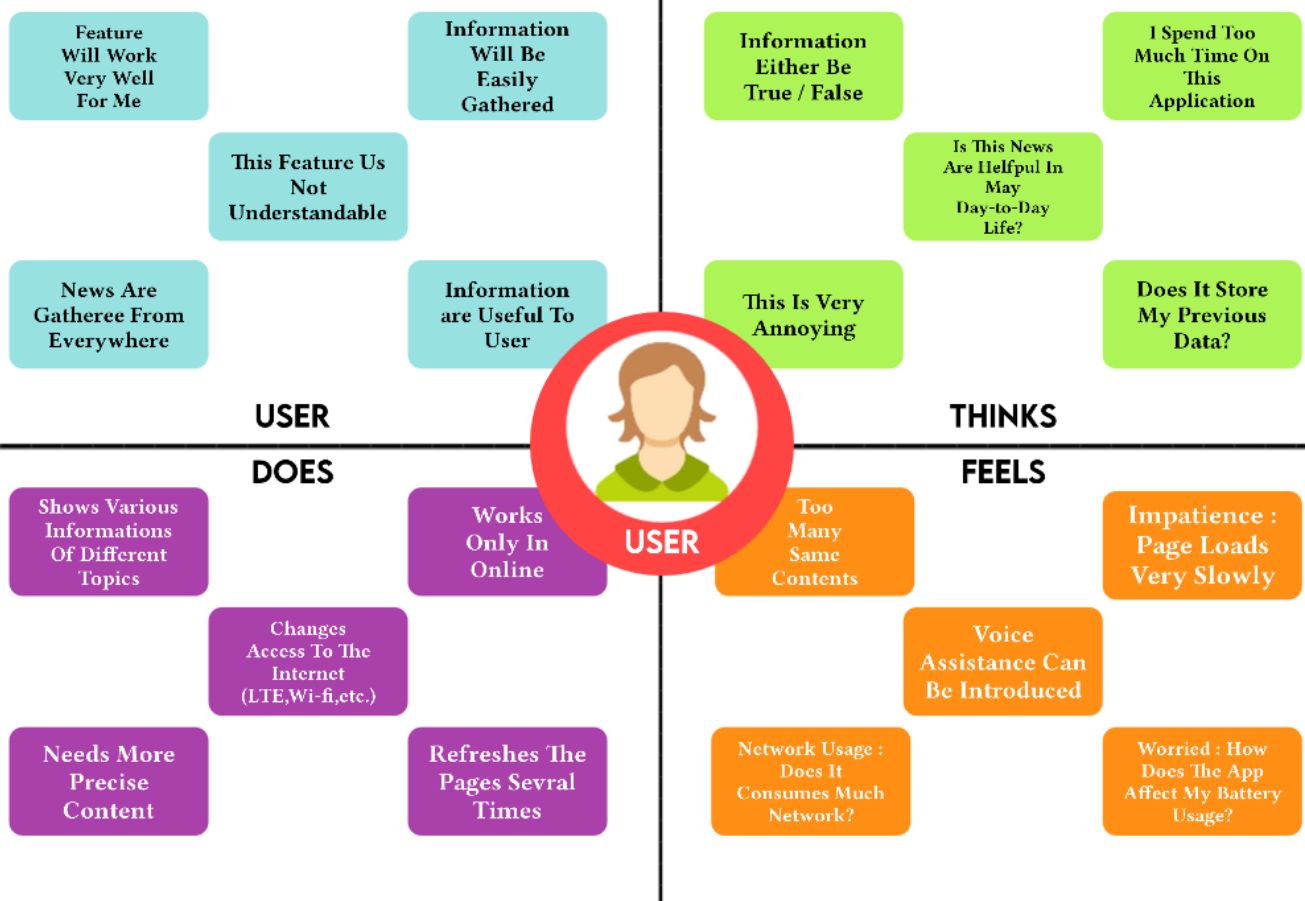 Feature
Will Work
Very Well
For Me
Information
Will Be
Easily
Gathered
This Feature Us
Not
Understandable
News Are
Gatheree From
Everywhere
Information
are Useful To
User
USER
Information
Either Be
True / False
I Spend Too
Much Time On
This
Application
Is This News
Are Helfpul In
May
Day-to-Day
Life?
This Is Very
Annoying
Does It Store
My Previous
Data?
THINKS
USER
DOES
Shows Various
Informations
Of Different
Topics
Works
Only In
Online
Changes
Access To The
Internet
(LTE,Wi-fi,etc.)
Needs More
Precise
Content
Refreshes The
Pages Sevral
Times
FEELS
Too
Many
Same
Contents
Impatience :
Page Loads
Very Slowly
Voice
Assistance Can
Be Introduced
Network Usage :
Does It
Consumes Much
Network?
Worried : How
Does The App
Affect My Battery
Usage?